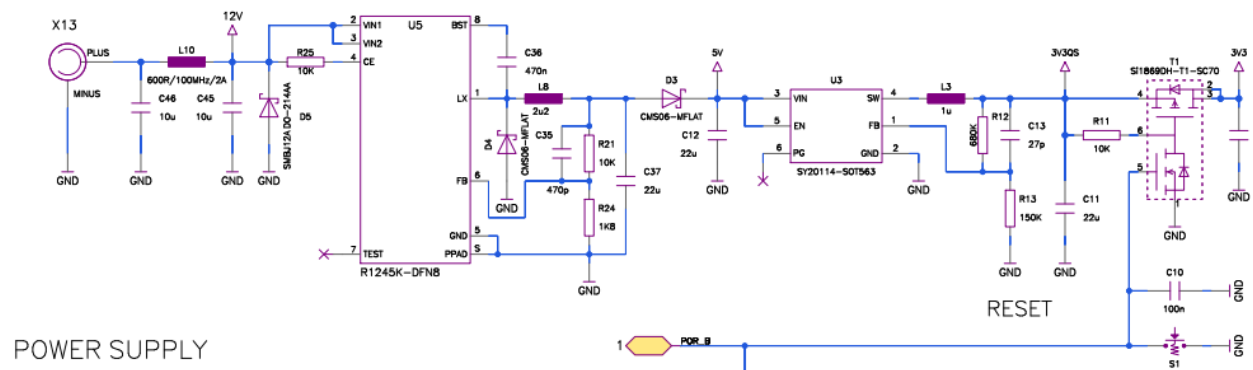 X13
PLUS
MINUS
GND
L10
600R/100MHz/2A
C46
10u
GND
12V
C45
10u
GND
D5
SMBJ12A DO-214AA
GND
R25
10K
U5
2 VIN1
3 VIN2
4 CE
7 TEST
BST 8
LX 1
FB 6
GND 5
PPAD S
R1245K-DFN8
C36
470n
L8
2u2
D4
CMS06-MFLAT
GND
C35
470p
R21
10K
R24
1K8
GND
C37
22u
D3
CMS06-MFLAT
5V
C12
22u
GND
U3
3 VIN
5 EN
6 PG
SW 4
FB 1
GND 2
SY20114-SOT563
GND
L3
1u
R12
680K
C13
27p
R13
150K
GND
3V3QS
C11
22u
GND
R11
10K
T1
SI1869DH-T1-SC70
4
6
5
2
3
1
GND
3V3
GND
RESET
C10
100n
GND
POWER SUPPLY
1
POR_B
S1
GND